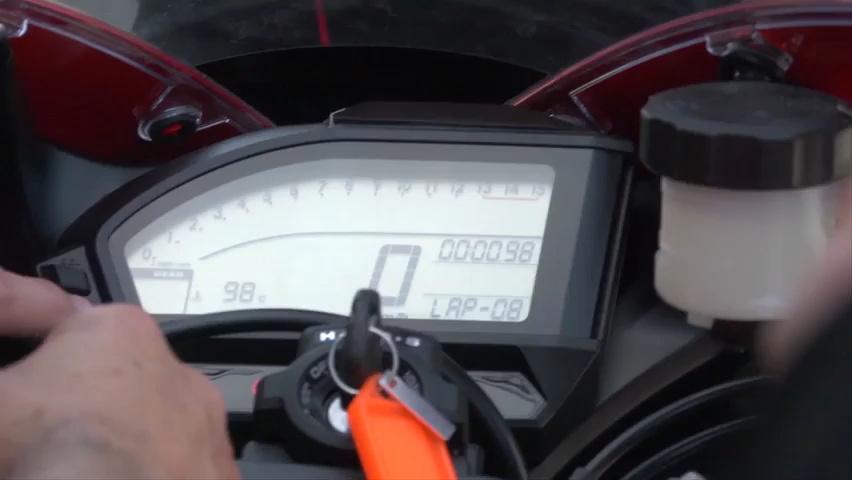 0. 1. 2. 3. 4. 5. 6. 7. 8. 9. 10. 11. 12. 13 14 15
000098
0
98 °C
LAP-08
H